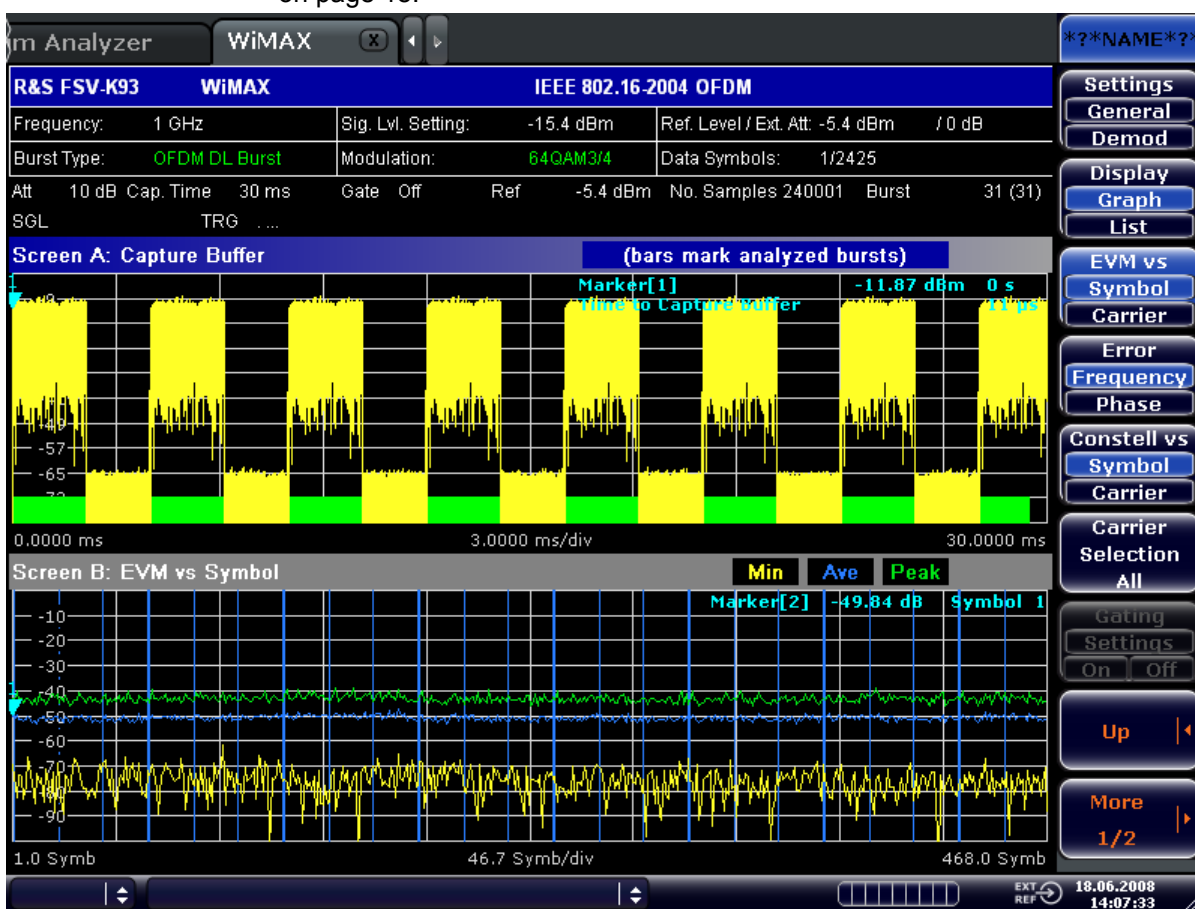 on page 18.
m Analyzer WiMAX X
*?*NAME*?*
R&S FSV-K93 WiMAX IEEE 802.16-2004 OFDM
Frequency: 1 GHz Sig. Lvl. Setting: -15.4 dBm Ref. Level / Ext. Att: -5.4 dBm / 0 dB
Burst Type: OFDM DL Burst Modulation: 64QAM3/4 Data Symbols: 1/2425
Att 10 dB Cap. Time 30 ms Gate Off Ref -5.4 dBm No. Samples 240001 Burst 31 (31)
SGL TRG . ...
Screen A: Capture Buffer (bars mark analyzed bursts)
1
Marker[1] -11.87 dBm 0 s
Time to Capture Buffer 11 µs
-49
-57
-65
-73
0.0000 ms 3.0000 ms/div 30.0000 ms
Screen B: EVM vs Symbol Min Ave Peak
Marker[2] -49.84 dB Symbol 1
-10
-20
-30
-40
-50
-60
-70
-80
-90
1.0 Symb 46.7 Symb/div 468.0 Symb
Settings
General
Demod
Display
Graph
List
EVM vs
Symbol
Carrier
Error
Frequency
Phase
Constell vs
Symbol
Carrier
Carrier
Selection
All
Gating
Settings
On Off
Up
More
1/2
EXT
REF
18.06.2008
14:07:33